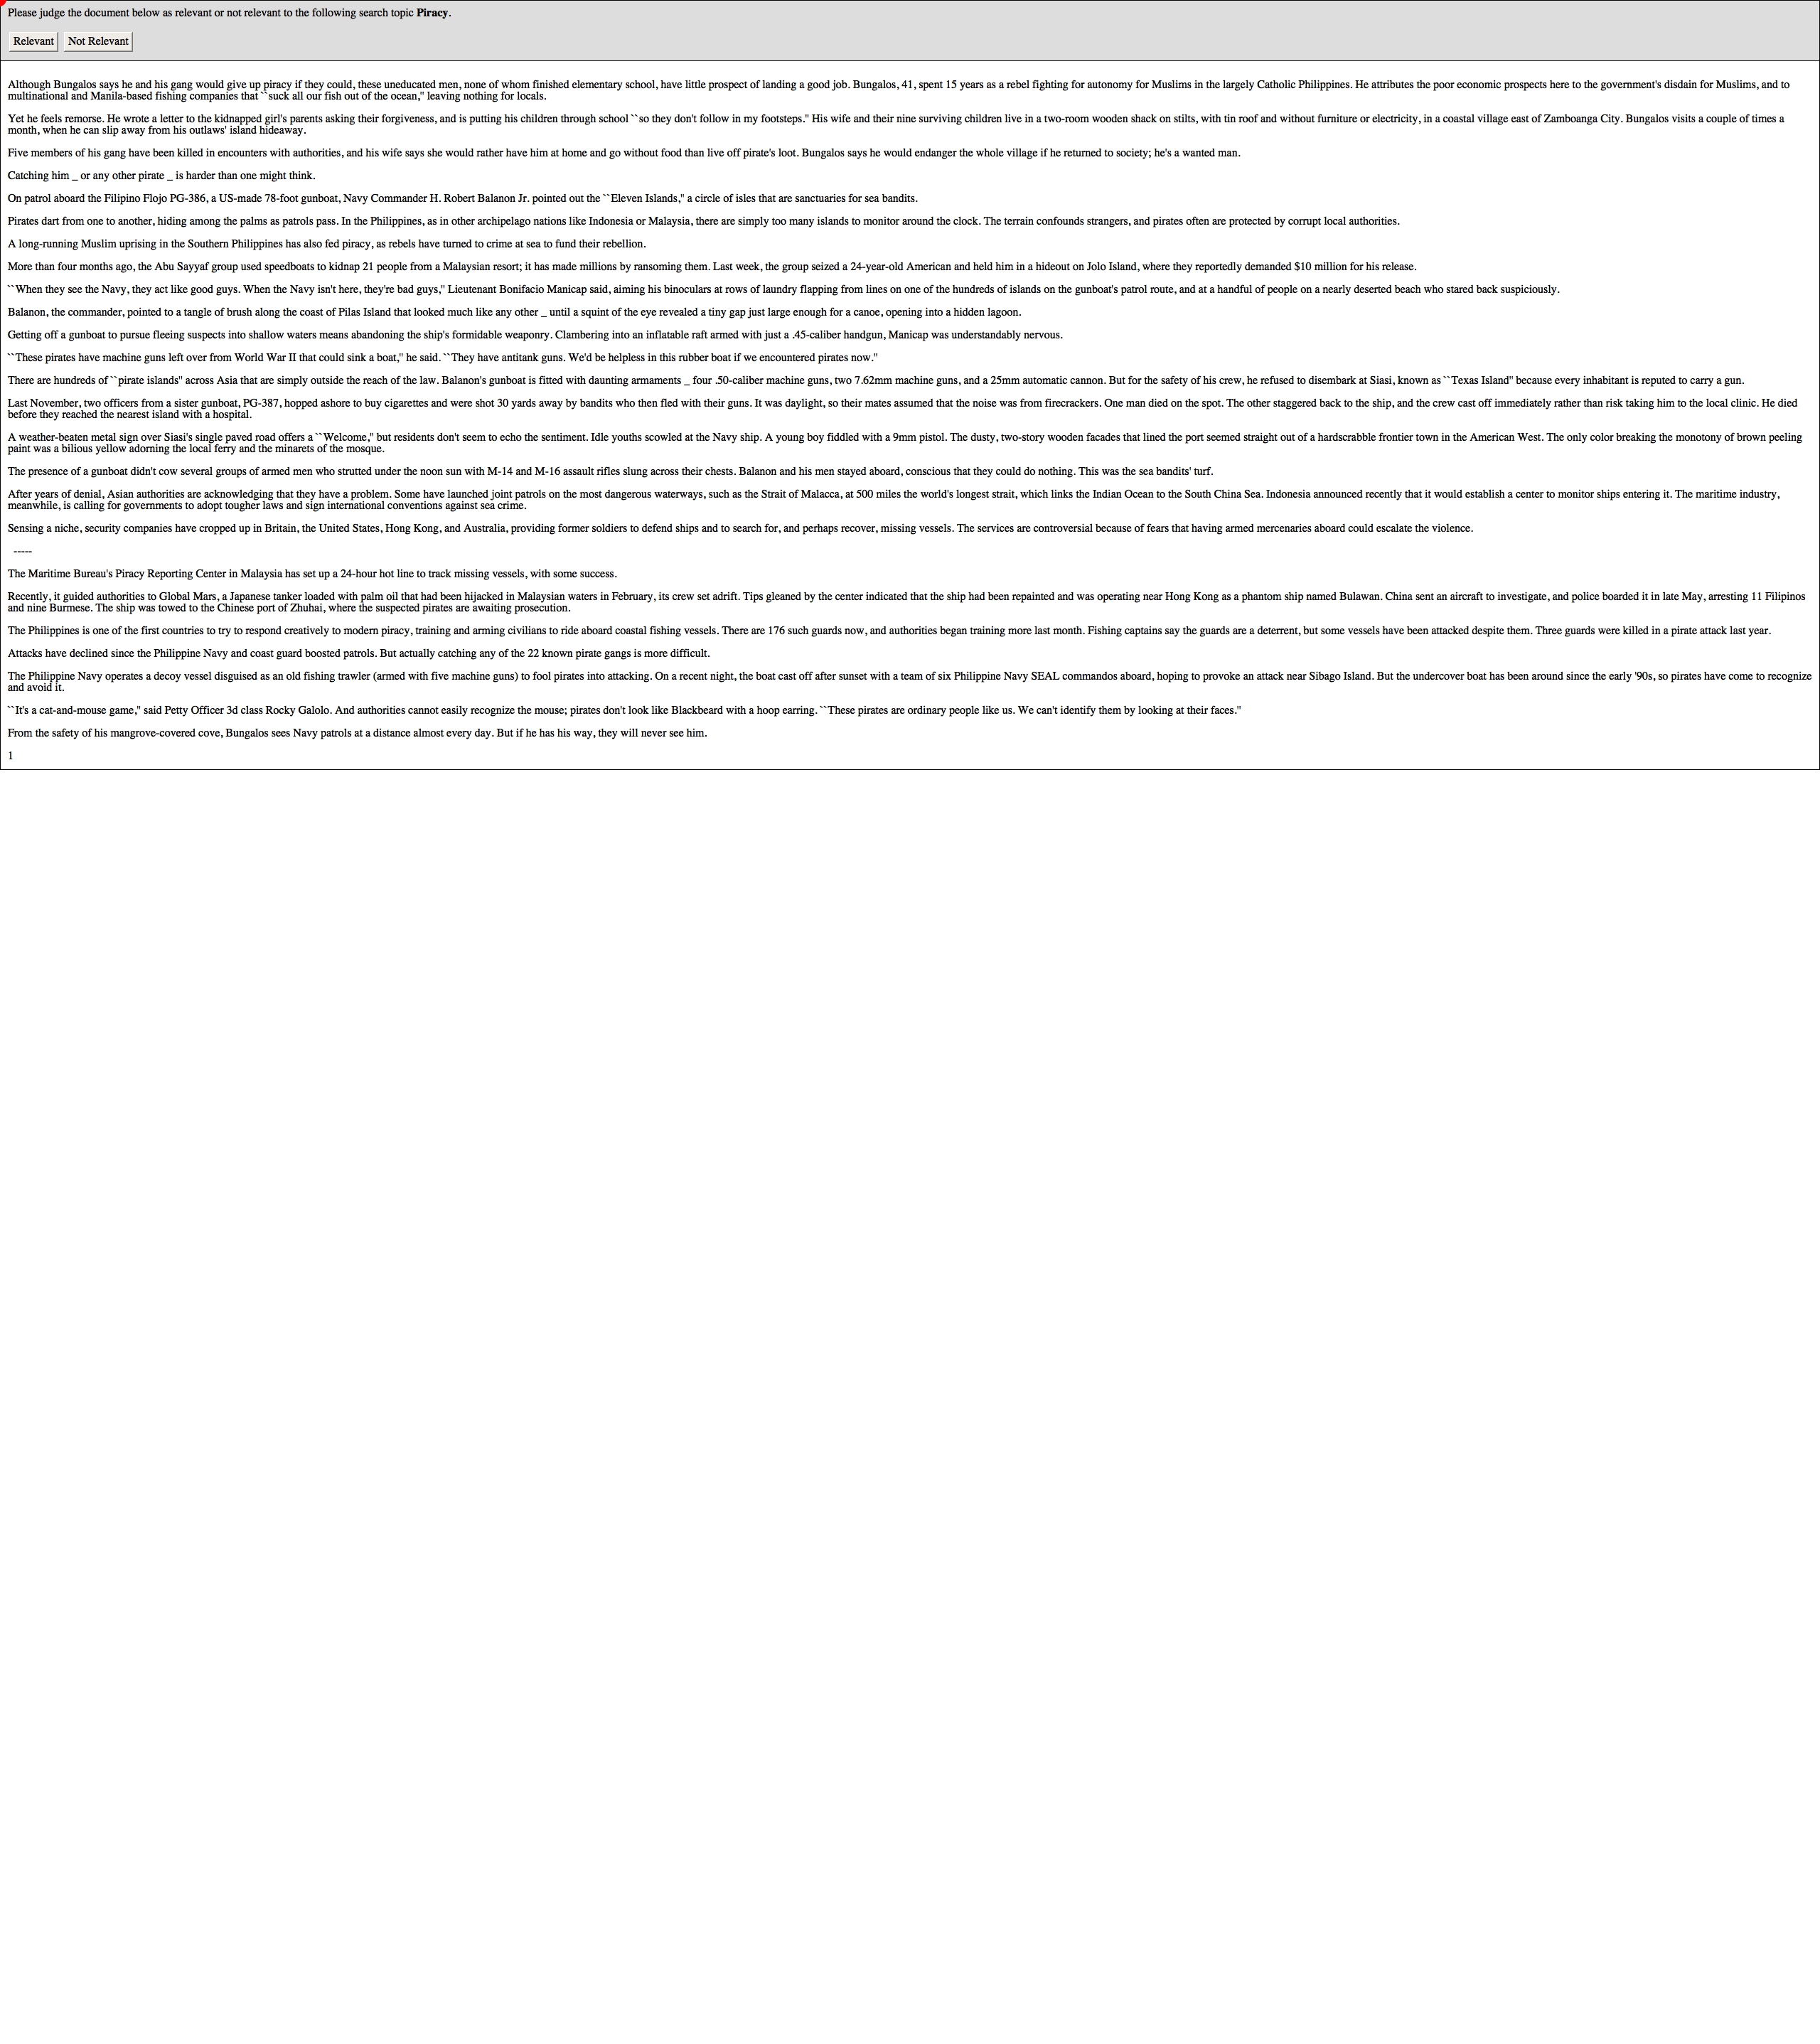 Please judge the document below as relevant or not relevant to the following search topic Piracy.
Relevant Not Relevant
Although Bungalos says he and his gang would give up piracy if they could, these uneducated men, none of whom finished elementary school, have little prospect of landing a good job. Bungalos, 41, spent 15 years as a rebel fighting for autonomy for Muslims in the largely Catholic Philippines. He attributes the poor economic prospects here to the government's disdain for Muslims, and to
multinational and Manila-based fishing companies that ``suck all our fish out of the ocean,'' leaving nothing for locals.
Yet he feels remorse. He wrote a letter to the kidnapped girl's parents asking their forgiveness, and is putting his children through school ``so they don't follow in my footsteps.'' His wife and their nine surviving children live in a two-room wooden shack on stilts, with tin roof and without furniture or electricity, in a coastal village east of Zamboanga City. Bungalos visits a couple of times a
month, when he can slip away from his outlaws' island hideaway.
Five members of his gang have been killed in encounters with authorities, and his wife says she would rather have him at home and go without food than live off pirate's loot. Bungalos says he would endanger the whole village if he returned to society; he's a wanted man.
Catching him _ or any other pirate _ is harder than one might think.
On patrol aboard the Filipino Flojo PG-386, a US-made 78-foot gunboat, Navy Commander H. Robert Balanon Jr. pointed out the ``Eleven Islands,'' a circle of isles that are sanctuaries for sea bandits.
Pirates dart from one to another, hiding among the palms as patrols pass. In the Philippines, as in other archipelago nations like Indonesia or Malaysia, there are simply too many islands to monitor around the clock. The terrain confounds strangers, and pirates often are protected by corrupt local authorities.
A long-running Muslim uprising in the Southern Philippines has also fed piracy, as rebels have turned to crime at sea to fund their rebellion.
More than four months ago, the Abu Sayyaf group used speedboats to kidnap 21 people from a Malaysian resort; it has made millions by ransoming them. Last week, the group seized a 24-year-old American and held him in a hideout on Jolo Island, where they reportedly demanded $10 million for his release.
``When they see the Navy, they act like good guys. When the Navy isn't here, they're bad guys,'' Lieutenant Bonifacio Manicap said, aiming his binoculars at rows of laundry flapping from lines on one of the hundreds of islands on the gunboat's patrol route, and at a handful of people on a nearly deserted beach who stared back suspiciously.
Balanon, the commander, pointed to a tangle of brush along the coast of Pilas Island that looked much like any other _ until a squint of the eye revealed a tiny gap just large enough for a canoe, opening into a hidden lagoon.
Getting off a gunboat to pursue fleeing suspects into shallow waters means abandoning the ship's formidable weaponry. Clambering into an inflatable raft armed with just a .45-caliber handgun, Manicap was understandably nervous.
``These pirates have machine guns left over from World War II that could sink a boat,'' he said. ``They have antitank guns. We'd be helpless in this rubber boat if we encountered pirates now.''
There are hundreds of ``pirate islands'' across Asia that are simply outside the reach of the law. Balanon's gunboat is fitted with daunting armaments _ four .50-caliber machine guns, two 7.62mm machine guns, and a 25mm automatic cannon. But for the safety of his crew, he refused to disembark at Siasi, known as ``Texas Island'' because every inhabitant is reputed to carry a gun.
Last November, two officers from a sister gunboat, PG-387, hopped ashore to buy cigarettes and were shot 30 yards away by bandits who then fled with their guns. It was daylight, so their mates assumed that the noise was from firecrackers. One man died on the spot. The other staggered back to the ship, and the crew cast off immediately rather than risk taking him to the local clinic. He died
before they reached the nearest island with a hospital.
A weather-beaten metal sign over Siasi's single paved road offers a ``Welcome,'' but residents don't seem to echo the sentiment. Idle youths scowled at the Navy ship. A young boy fiddled with a 9mm pistol. The dusty, two-story wooden facades that lined the port seemed straight out of a hardscrabble frontier town in the American West. The only color breaking the monotony of brown peeling
paint was a bilious yellow adorning the local ferry and the minarets of the mosque.
The presence of a gunboat didn't cow several groups of armed men who strutted under the noon sun with M-14 and M-16 assault rifles slung across their chests. Balanon and his men stayed aboard, conscious that they could do nothing. This was the sea bandits' turf.
After years of denial, Asian authorities are acknowledging that they have a problem. Some have launched joint patrols on the most dangerous waterways, such as the Strait of Malacca, at 500 miles the world's longest strait, which links the Indian Ocean to the South China Sea. Indonesia announced recently that it would establish a center to monitor ships entering it. The maritime industry,
meanwhile, is calling for governments to adopt tougher laws and sign international conventions against sea crime.
Sensing a niche, security companies have cropped up in Britain, the United States, Hong Kong, and Australia, providing former soldiers to defend ships and to search for, and perhaps recover, missing vessels. The services are controversial because of fears that having armed mercenaries aboard could escalate the violence.
-----
The Maritime Bureau's Piracy Reporting Center in Malaysia has set up a 24-hour hot line to track missing vessels, with some success.
Recently, it guided authorities to Global Mars, a Japanese tanker loaded with palm oil that had been hijacked in Malaysian waters in February, its crew set adrift. Tips gleaned by the center indicated that the ship had been repainted and was operating near Hong Kong as a phantom ship named Bulawan. China sent an aircraft to investigate, and police boarded it in late May, arresting 11 Filipinos
and nine Burmese. The ship was towed to the Chinese port of Zhuhai, where the suspected pirates are awaiting prosecution.
The Philippines is one of the first countries to try to respond creatively to modern piracy, training and arming civilians to ride aboard coastal fishing vessels. There are 176 such guards now, and authorities began training more last month. Fishing captains say the guards are a deterrent, but some vessels have been attacked despite them. Three guards were killed in a pirate attack last year.
Attacks have declined since the Philippine Navy and coast guard boosted patrols. But actually catching any of the 22 known pirate gangs is more difficult.
The Philippine Navy operates a decoy vessel disguised as an old fishing trawler (armed with five machine guns) to fool pirates into attacking. On a recent night, the boat cast off after sunset with a team of six Philippine Navy SEAL commandos aboard, hoping to provoke an attack near Sibago Island. But the undercover boat has been around since the early '90s, so pirates have come to recognize
and avoid it.
``It's a cat-and-mouse game,'' said Petty Officer 3d class Rocky Galolo. And authorities cannot easily recognize the mouse; pirates don't look like Blackbeard with a hoop earring. ``These pirates are ordinary people like us. We can't identify them by looking at their faces.''
From the safety of his mangrove-covered cove, Bungalos sees Navy patrols at a distance almost every day. But if he has his way, they will never see him.
1